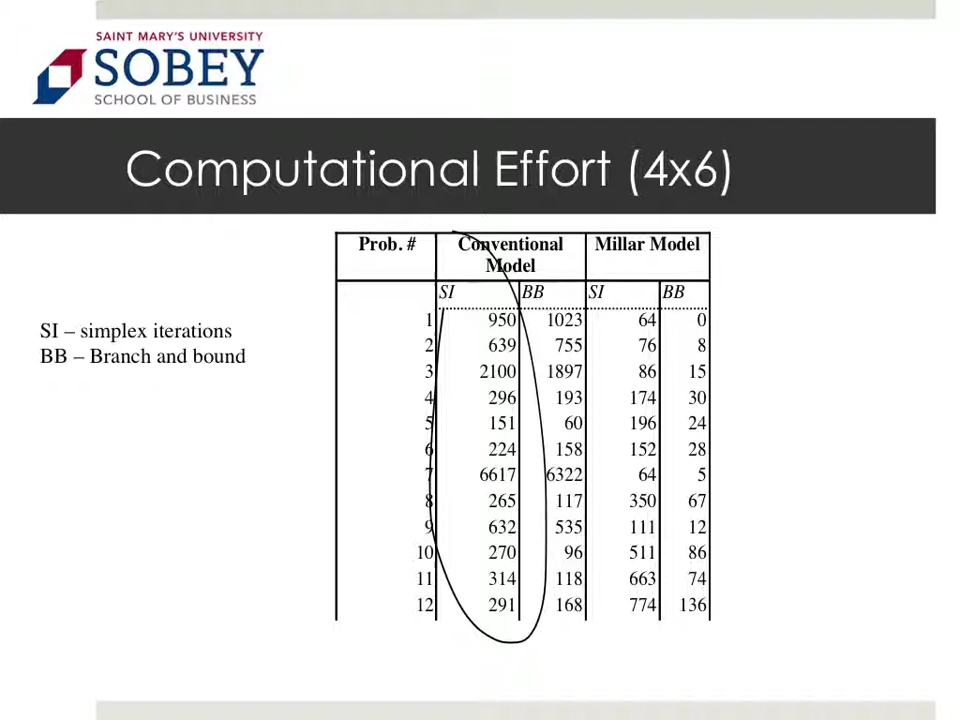 SAINT MARY'S UNIVERSITY
SOBEY
SCHOOL OF BUSINESS
Computational Effort (4x6)
SI – simplex iterations
BB – Branch and bound
Prob. # Conventional Model Millar Model
SI BB SI BB
1 950 1023 64 0
2 639 755 76 8
3 2100 1897 86 15
4 296 193 174 30
5 151 60 196 24
6 224 158 152 28
7 6617 6322 64 5
8 265 117 350 67
9 632 535 111 12
10 270 96 511 86
11 314 118 663 74
12 291 168 774 136